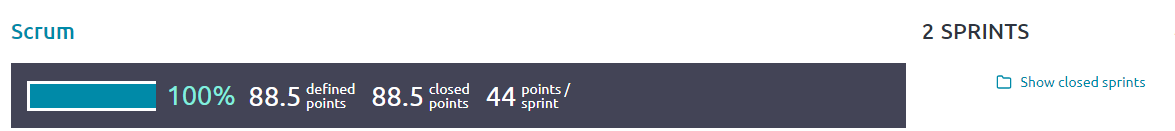 Scrum
2 SPRINTS
100% 88.5 defined points 88.5 closed points 44 points / sprint
Show closed sprints